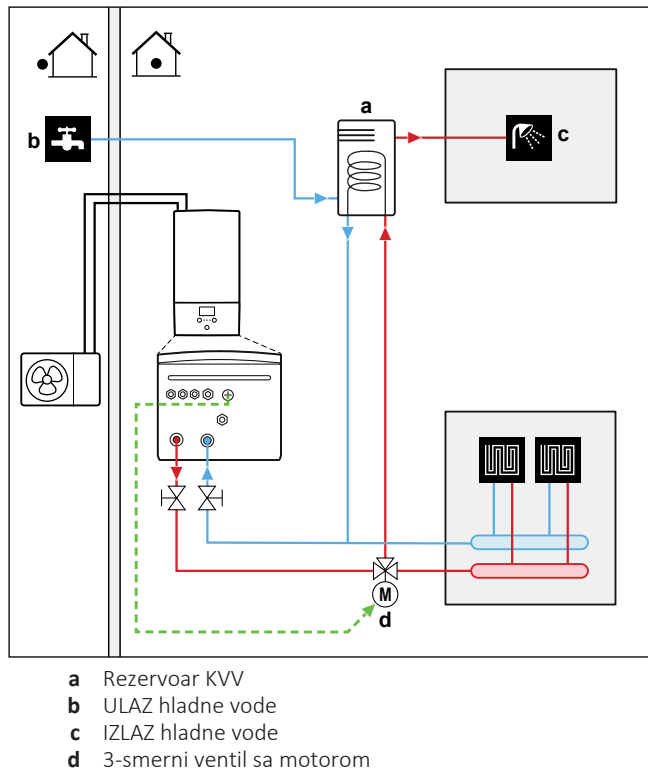 a
b
c
M
d
a Rezervoar KVV
b ULAZ hladne vode
c IZLAZ hladne vode
d 3-smerni ventil sa motorom